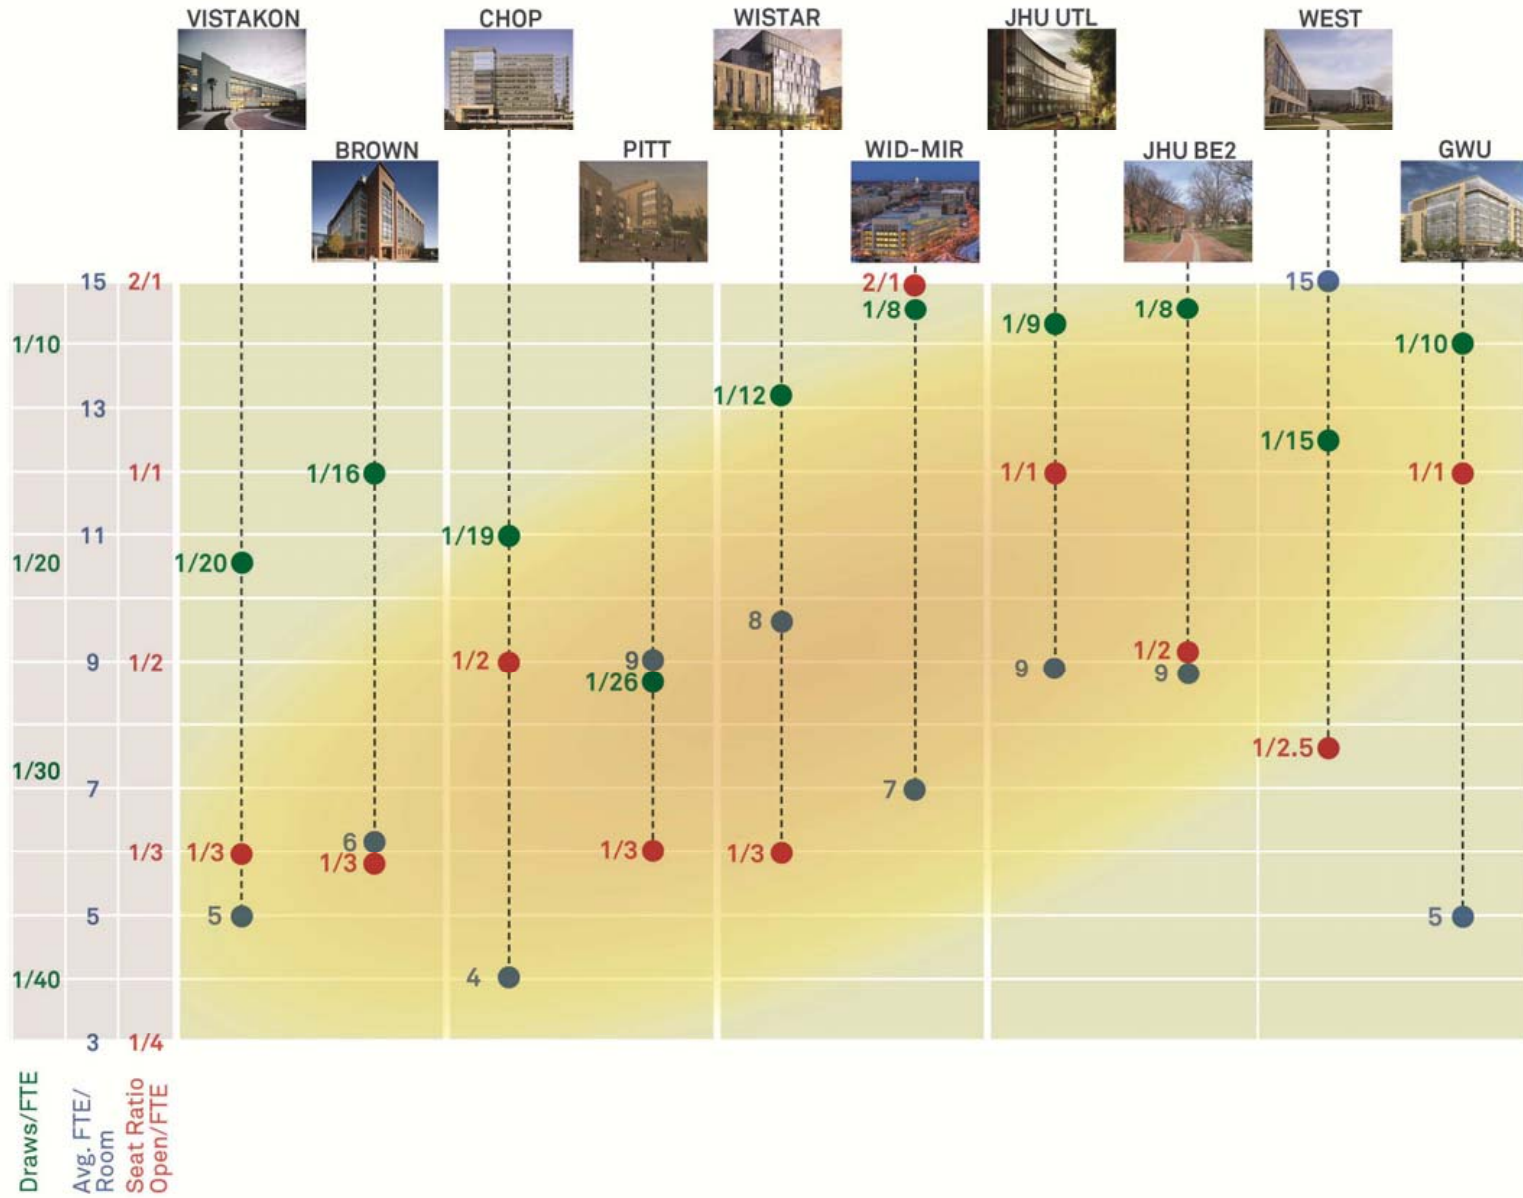 VISTAKON
CHOP
WISTAR
JHU UTL
WEST
BROWN
PITT
WID-MIR
JHU BE2
GWU
15 2/1
2/1
15
1/8
1/8
1/9
1/10
1/10
1/12
13
1/15
1/1
1/16
1/1
1/1
11
1/19
1/20
1/20
8
9 1/2
1/2
9
1/2
9
9
1/26
1/2.5
1/30
7
7
6
1/3
1/3
1/3
1/3
1/3
5
5
5
1/40
4
3 1/4
Draws/FTE
Avg. FTE/
Room
Seat Ratio
Open/FTE